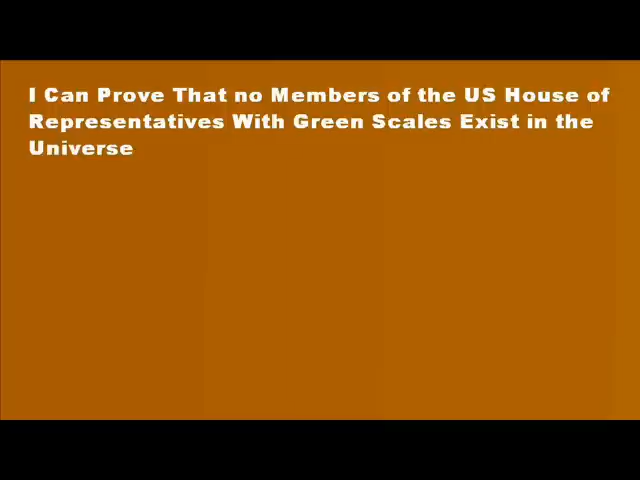 I Can Prove That no Members of the US House of
Representatives With Green Scales Exist in the
Universe